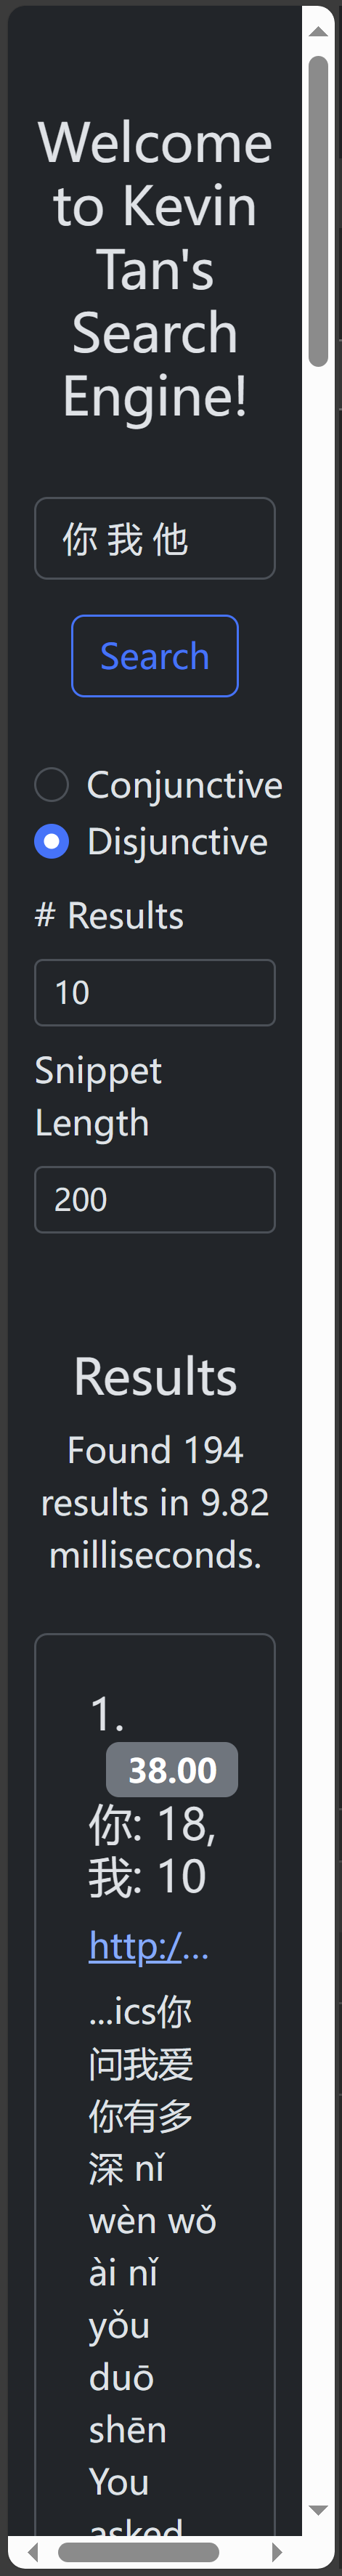 Welcome
to Kevin
Tan's
Search
Engine!
你 我 他
Search
Conjunctive
Disjunctive
# Results
10
Snippet
Length
200
Results
Found 194
results in 9.82
milliseconds.
1.
38.00
你: 18,
我: 10
http:/...
...ics你
问我爱
你有多
深 nǐ
wèn wǒ
ài nǐ
yǒu
duō
shēn
You
asked